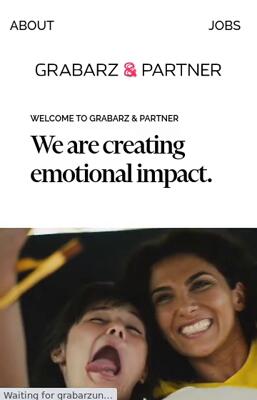 ABOUT JOBS
GRABARZ & PARTNER
WELCOME TO GRABARZ & PARTNER
We are creating
emotional impact.
Waiting for grabarzun...